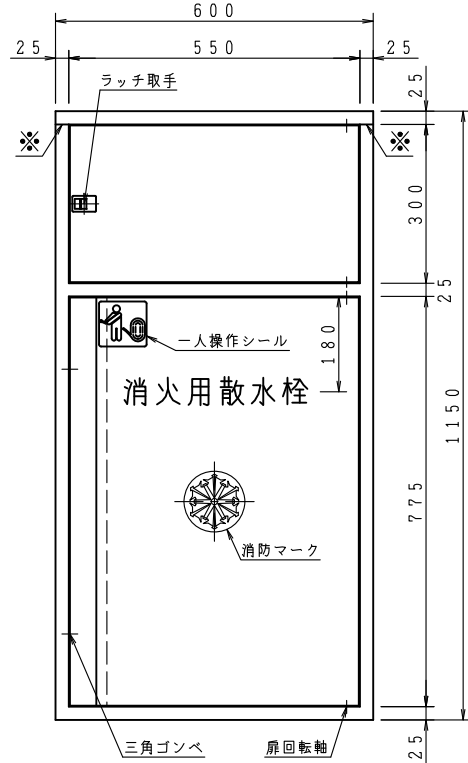 600
25 550 25
ラッチ取手
25
※ ※
300
25
一人操作シール
180
消火用散水栓
1150
775
消防マーク
三角ゴンベ
扉回転軸
25